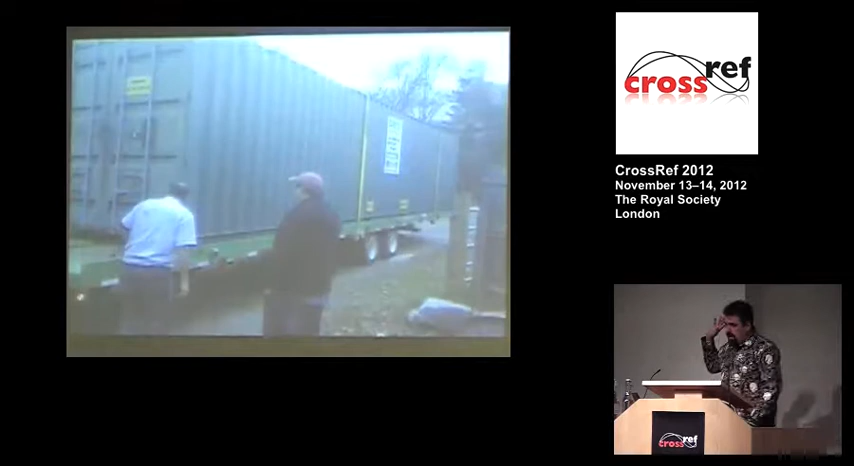 crossref
CrossRef 2012
November 13–14, 2012
The Royal Society
London
crossref